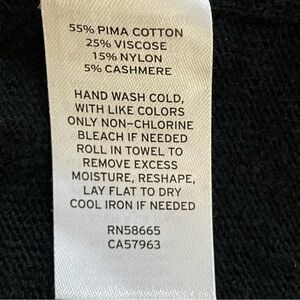 55% PIMA COTTON
25% VISCOSE
15% NYLON
5% CASHMERE
HAND WASH COLD,
WITH LIKE COLORS
ONLY NON-CHLORINE
BLEACH IF NEEDED
ROLL IN TOWEL TO
REMOVE EXCESS
MOISTURE, RESHAPE,
LAY FLAT TO DRY
COOL IRON IF NEEDED
RN58665
CA57963